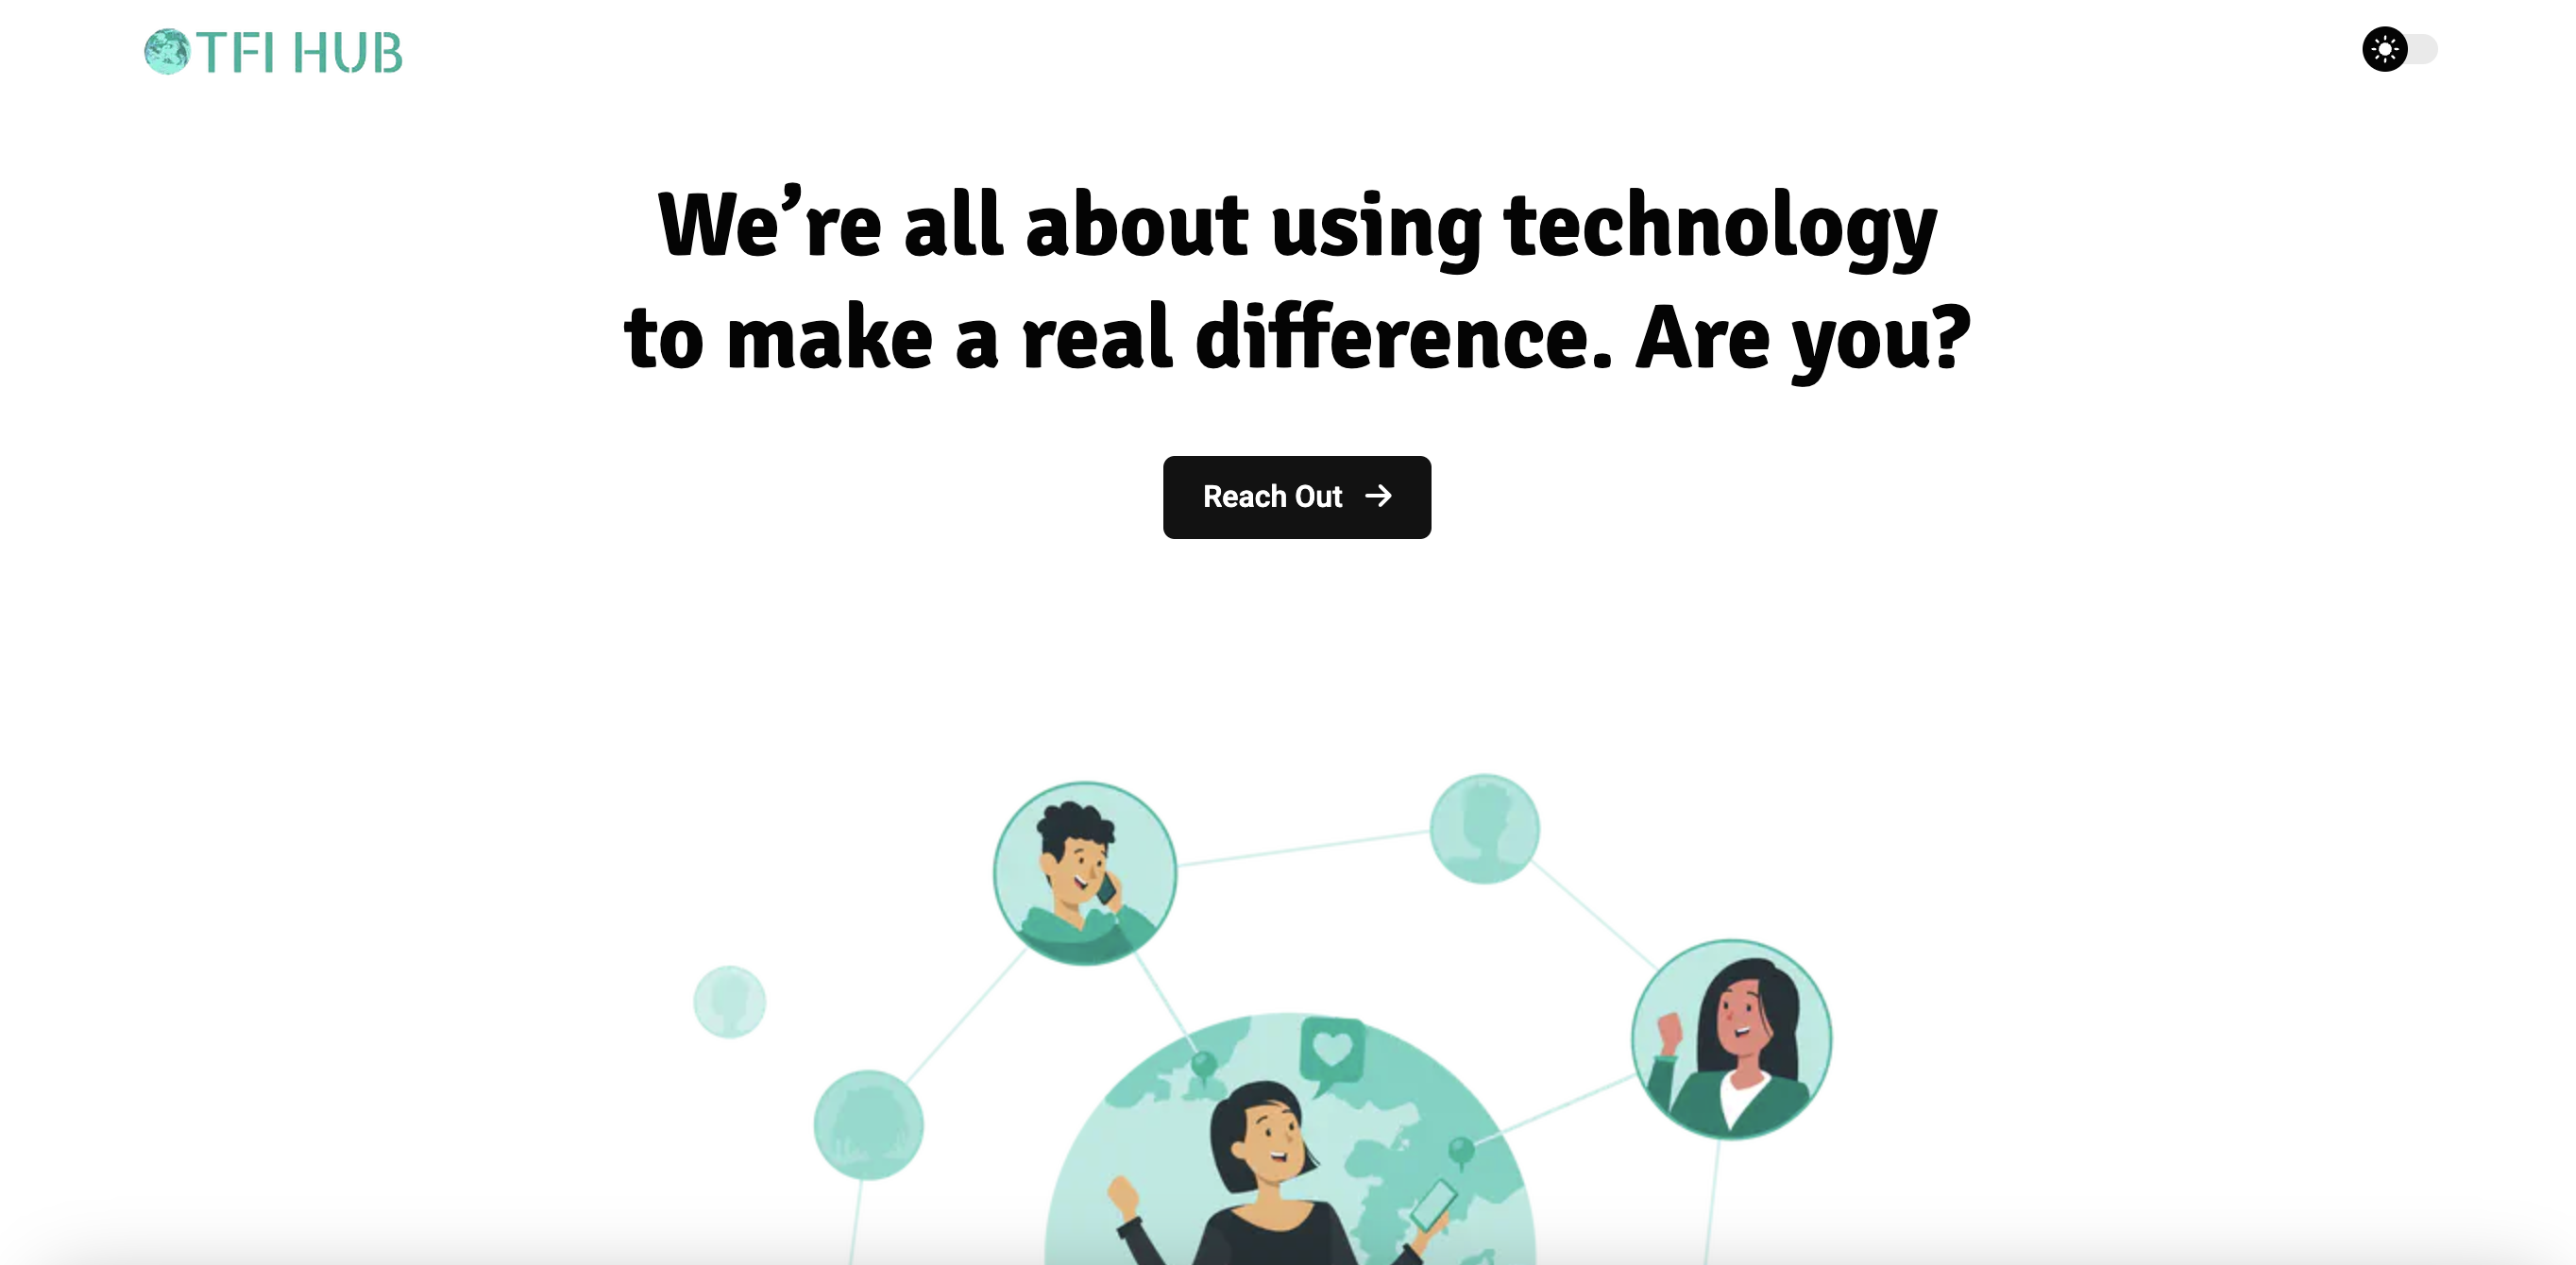 TFI HUB
We’re all about using technology
to make a real difference. Are you?
Reach Out